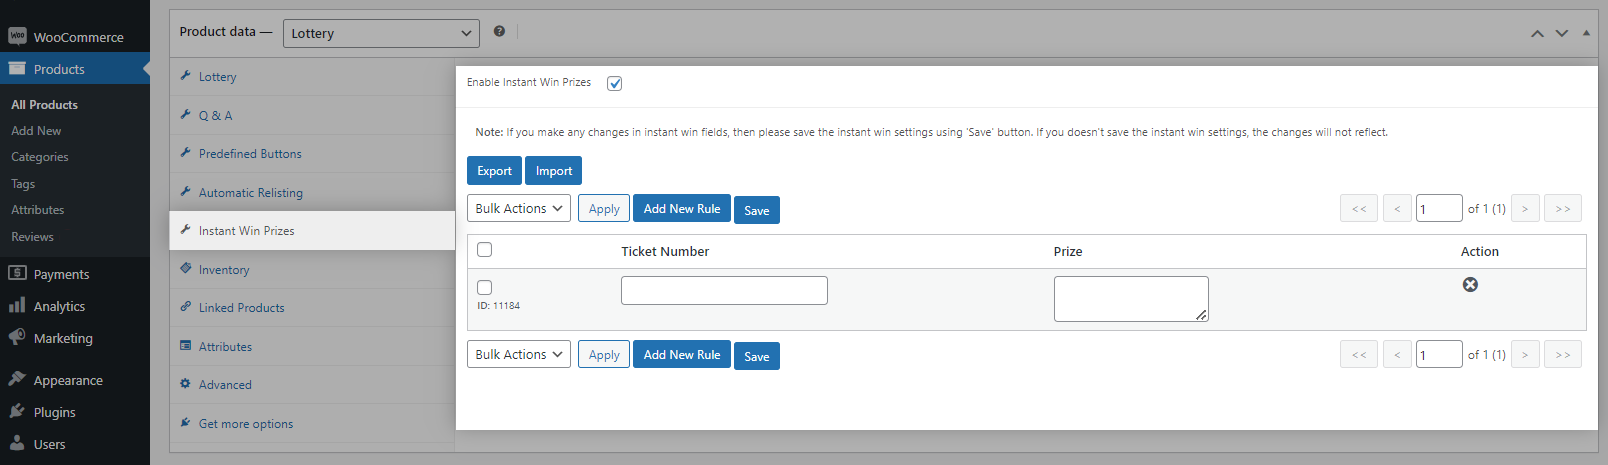 WooCommerce
Products
All Products
Add New
Categories
Tags
Attributes
Reviews
Payments
Analytics
Marketing
Appearance
Plugins
Users
Product data — Lottery
Lottery
Q & A
Predefined Buttons
Automatic Relisting
Instant Win Prizes
Inventory
Linked Products
Attributes
Advanced
Get more options
Enable Instant Win Prizes
Note: If you make any changes in instant win fields, then please save the instant win settings using 'Save' button. If you doesn't save the instant win settings, the changes will not reflect.
Export Import
Bulk Actions Apply Add New Rule Save << < 1 of 1 (1) > >>
Ticket Number Prize Action
ID: 11184
Bulk Actions Apply Add New Rule Save << < 1 of 1 (1) > >>